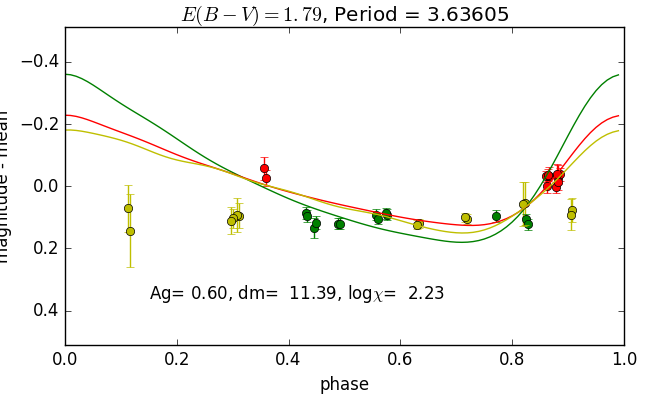 E(B − V) = 1.79, Period = 3.63605
magnitude - mean
−0.4
−0.2
0.0
0.2
0.4
Ag= 0.60, dm= 11.39, logχ= 2.23
0.0 0.2 0.4 0.6 0.8 1.0
phase